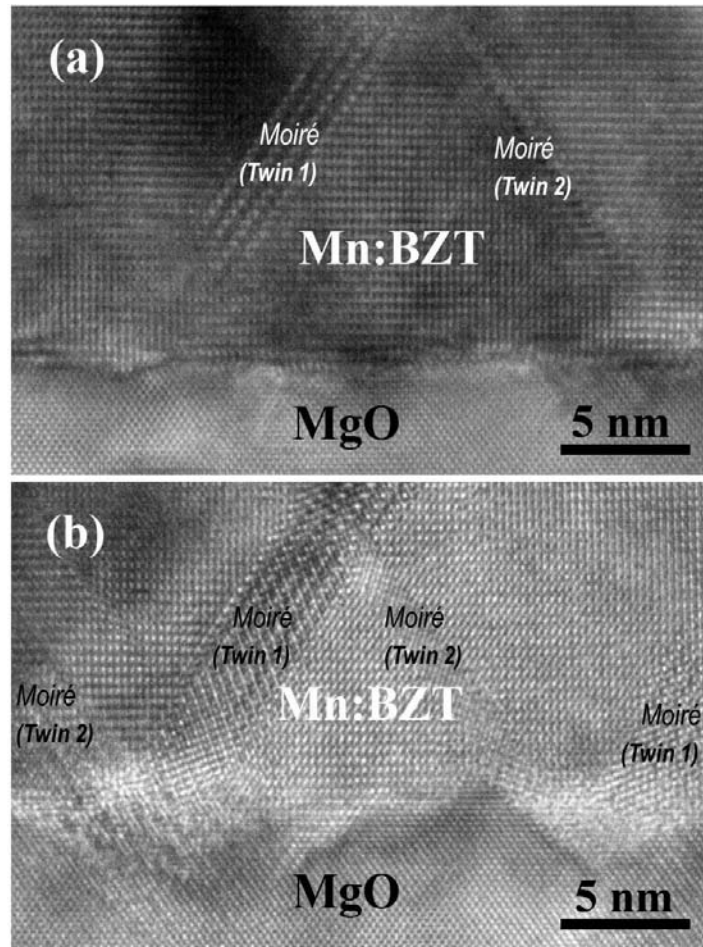 (a)
Moiré
(Twin 1)
Moiré
(Twin 2)
Mn:BZT
MgO
5 nm
(b)
Moiré
(Twin 1)
Moiré
(Twin 2)
Moiré
(Twin 2)
Mn:BZT
Moiré
(Twin 1)
MgO
5 nm